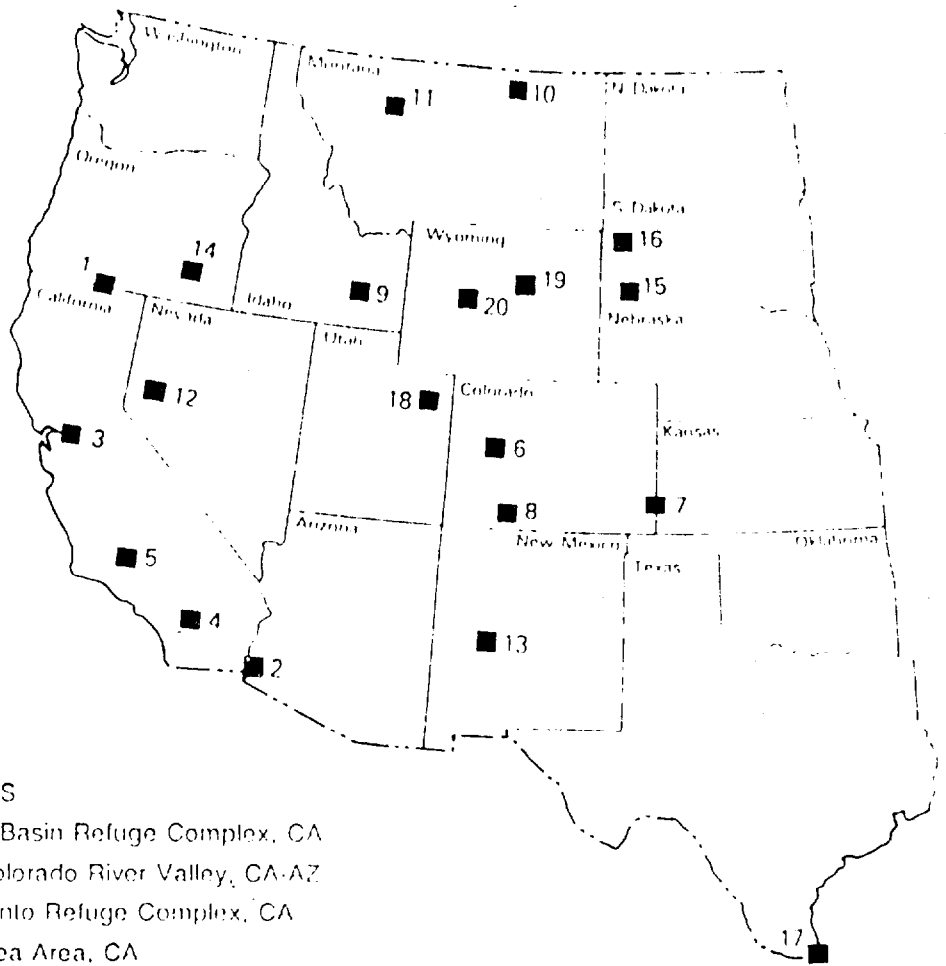 Washington
Montana
11
10
N. Dakota
Oregon
S. Dakota
Wyoming
16
14
1
19
15
9
20
California
Nevada
Idaho
Nebraska
Utah
12
18
Colorado
3
6
Kansas
7
8
Arizona
New Mexico
Oklahoma
Texas
5
4
13
2
S
Basin Refuge Complex, CA
olorado River Valley, CA-AZ
nto Refuge Complex, CA
ea Area, CA
17